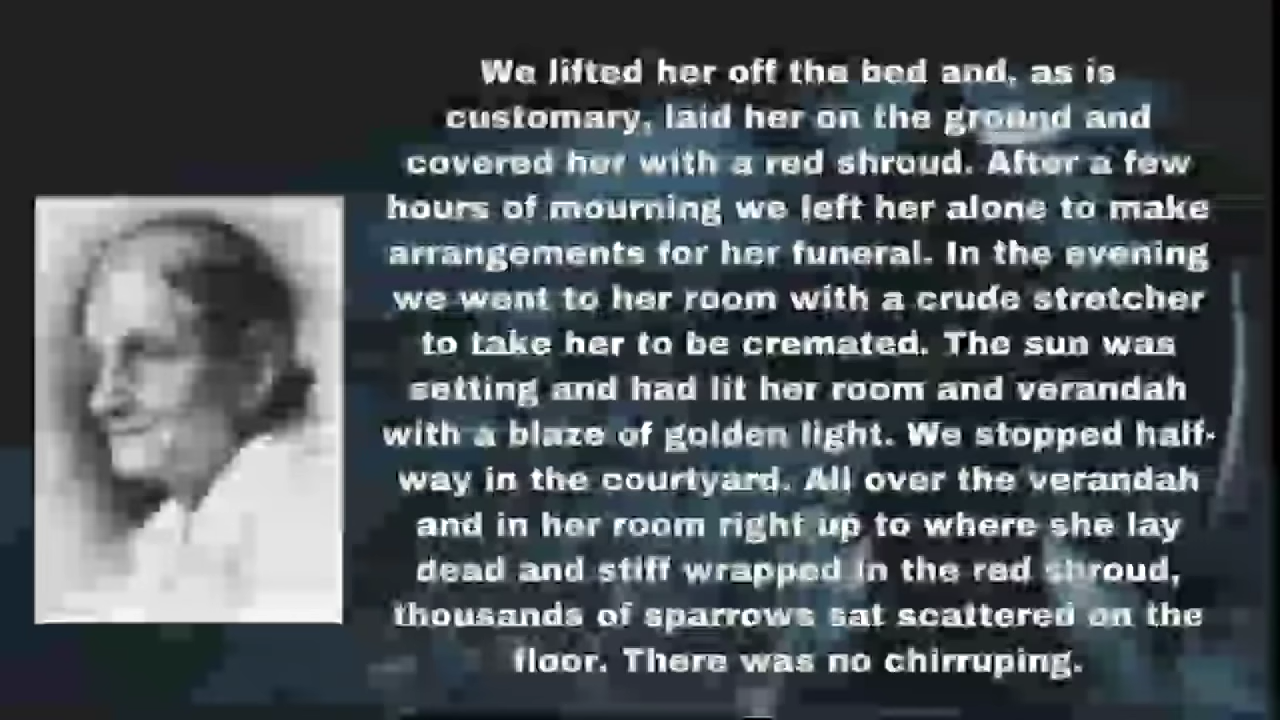 We lifted her off the bed and, as is
customary, laid her on the ground and
covered her with a red shroud. After a few
hours of mourning we left her alone to make
arrangements for her funeral. In the evening
we went to her room with a crude stretcher
to take her to be cremated. The sun was
setting and had lit her room and verandah
with a blaze of golden light. We stopped half-
way in the courtyard. All over the verandah
and in her room right up to where she lay
dead and stiff wrapped in the red shroud,
thousands of sparrows sat scattered on the
floor. There was no chirruping.